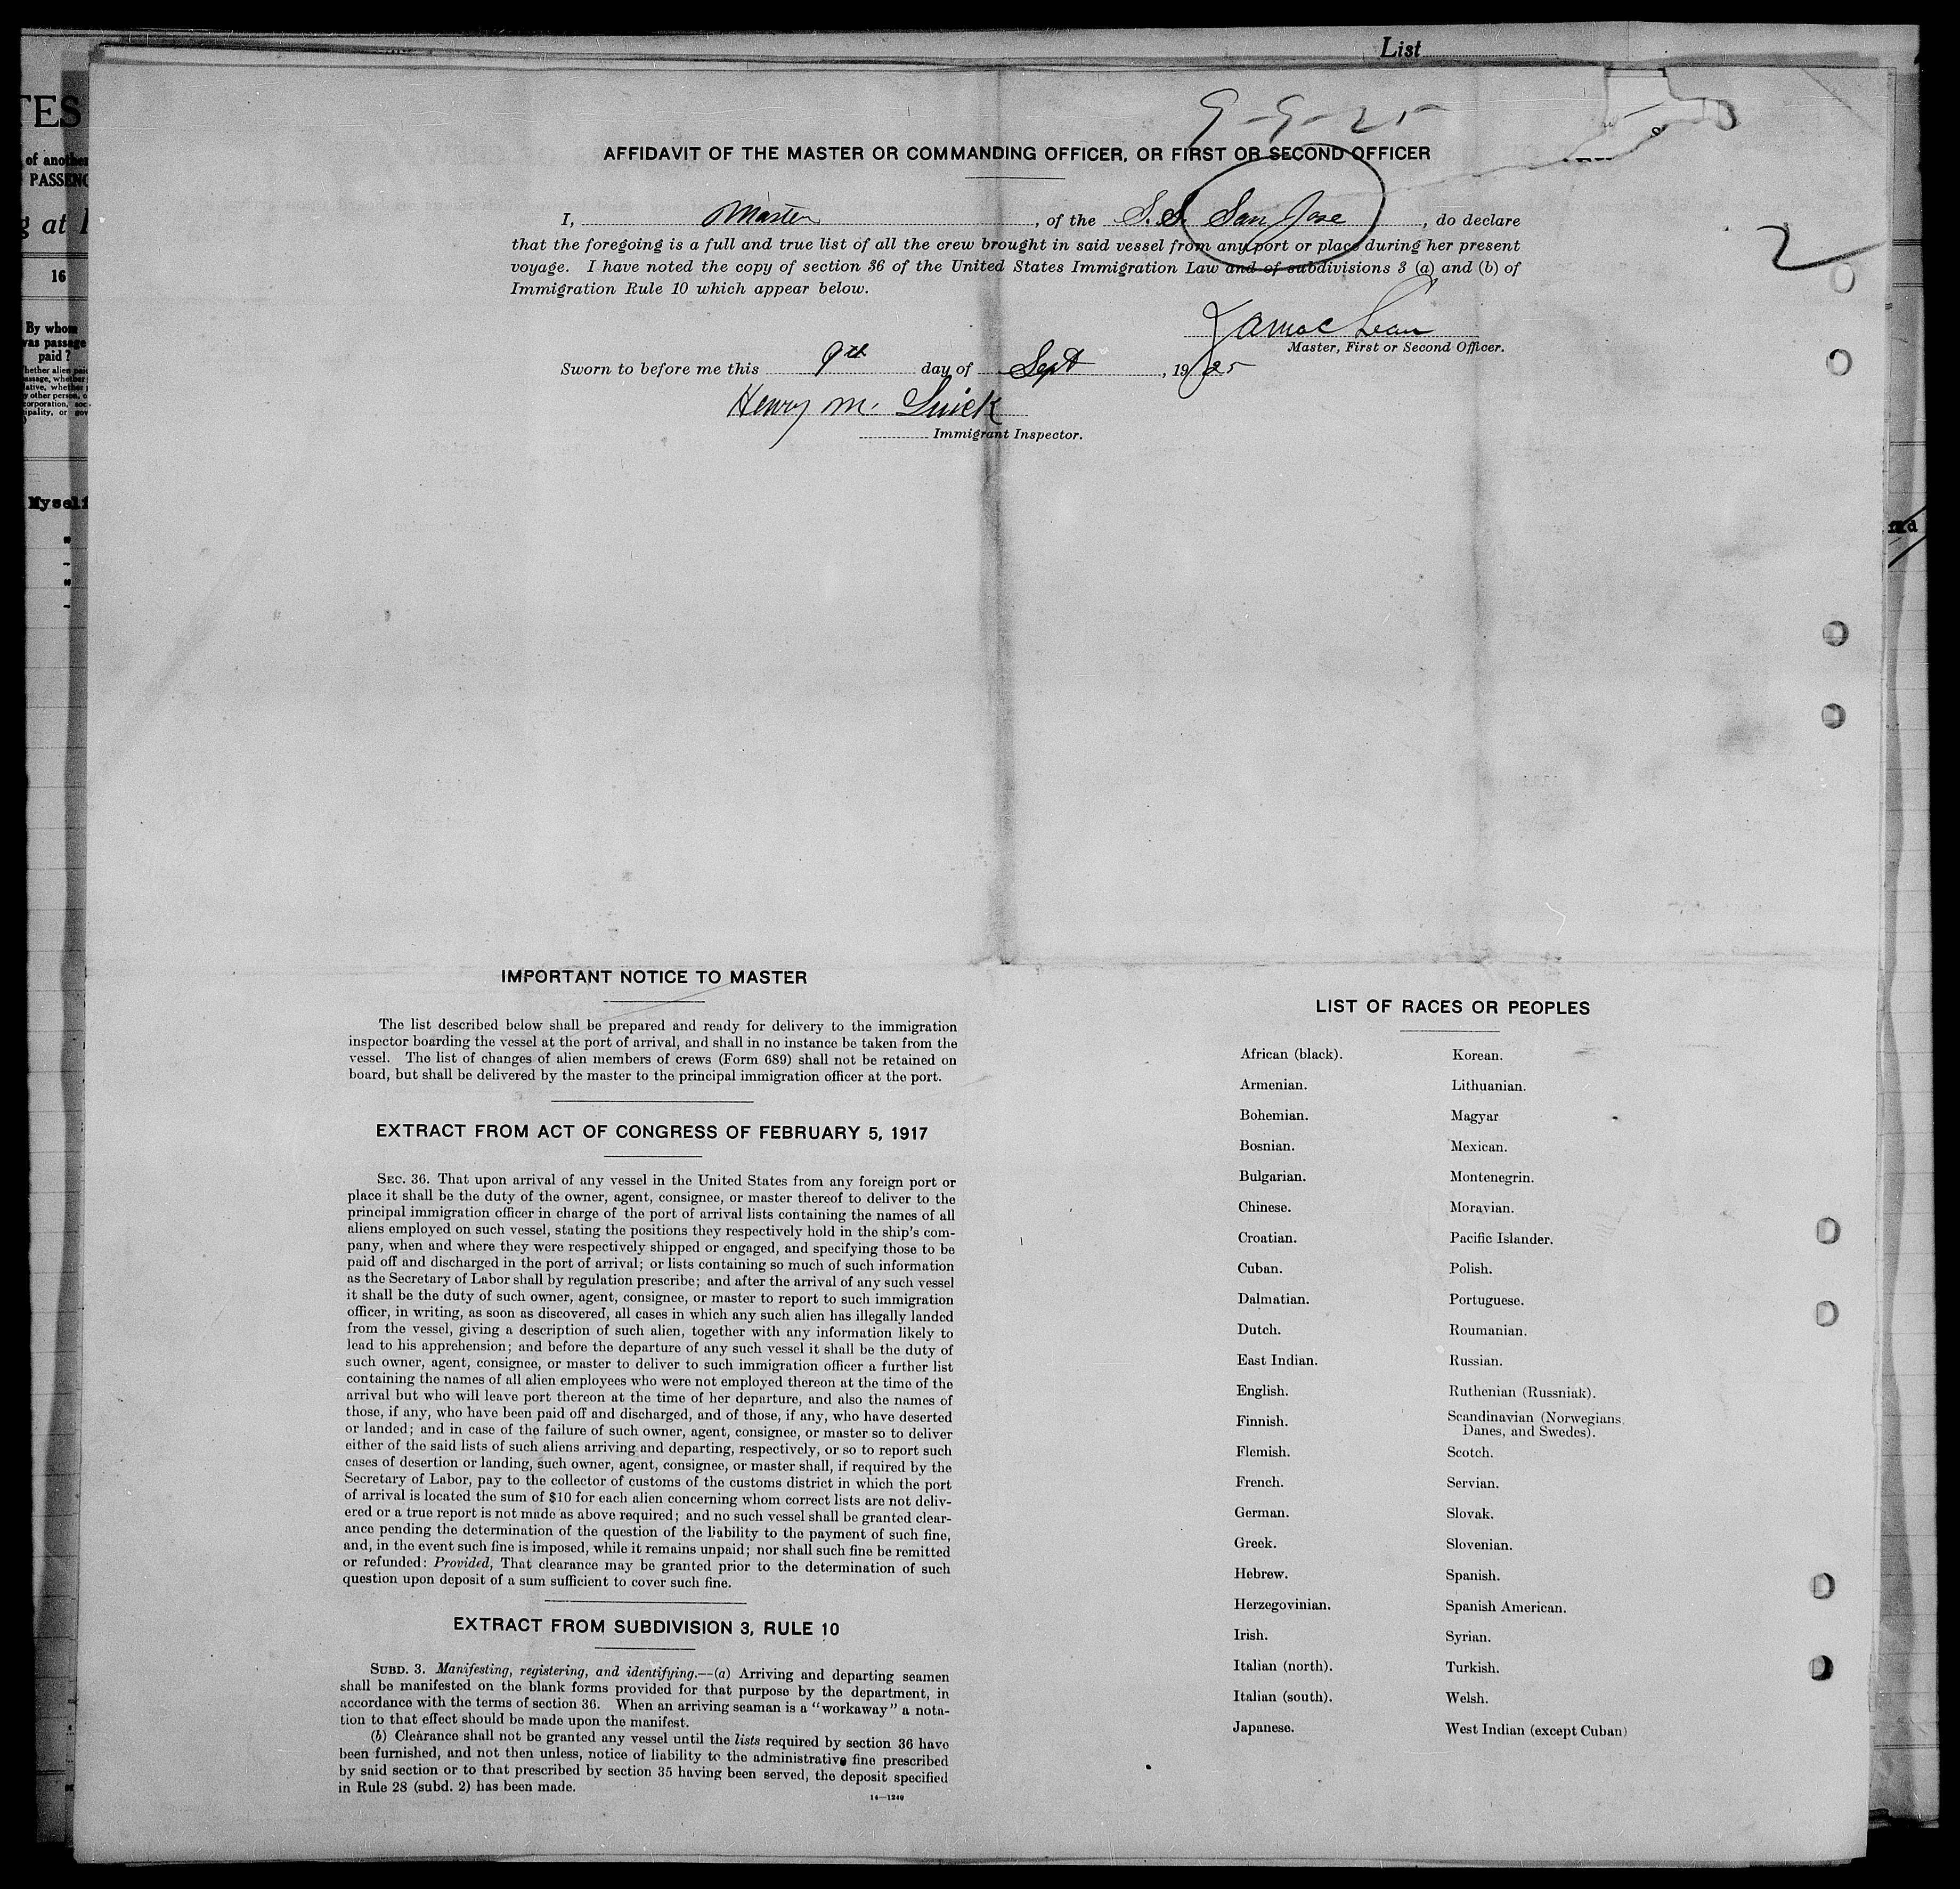 List
9-9-25
AFFIDAVIT OF THE MASTER OR COMMANDING OFFICER, OR FIRST OR SECOND OFFICER
I, Master, of the S.S. San Jose, do declare
that the foregoing is a full and true list of all the crew brought in said vessel from any port or place during her present
voyage. I have noted the copy of section 36 of the United States Immigration Law and of subdivisions 3 (a) and (b) of
Immigration Rule 10 which appear below.
2
Master, First or Second Officer.
Sworn to before me this 9th day of Sept, 1925
Henry M.
Immigrant Inspector.
TES
of another
PASSENG
g at
16
By whom
was passage
paid?
Myself
IMPORTANT NOTICE TO MASTER
The list described below shall be prepared and ready for delivery to the immigration
inspector boarding the vessel at the port of arrival, and shall in no instance be taken from the
vessel. The list of changes of alien members of crews (Form 689) shall not be retained on
board, but shall be delivered by the master to the principal immigration officer at the port.
EXTRACT FROM ACT OF CONGRESS OF FEBRUARY 5, 1917
SEC. 36. That upon arrival of any vessel in the United States from any foreign port or
place it shall be the duty of the owner, agent, consignee, or master thereof to deliver to the
principal immigration officer in charge of the port of arrival lists containing the names of all
aliens employed on such vessel, stating the positions they respectively hold in the ship's com-
pany, when and where they were respectively shipped or engaged, and specifying those to be
paid off and discharged in the port of arrival; or lists containing so much of such information
as the Secretary of Labor shall by regulation prescribe; and after the arrival of any such vessel
it shall be the duty of such owner, agent, consignee, or master to report to such immigration
officer, in writing, as soon as discovered, all cases in which any such alien has illegally landed
from the vessel, giving a description of such alien, together with any information likely to
lead to his apprehension; and before the departure of any such vessel it shall be the duty of
such owner, agent, consignee, or master to deliver to such immigration officer a further list
containing the names of all alien employees who were not employed thereon at the time of the
arrival but who will leave port thereon at the time of her departure, and also the names of
those, if any, who have been paid off and discharged, and of those, if any, who have deserted
or landed; and in case of the failure of such owner, agent, consignee, or master so to deliver
either of the said lists of such aliens arriving and departing, respectively, or so to report such
cases of desertion or landing, such owner, agent, consignee, or master shall, if required by the
Secretary of Labor, pay to the collector of customs of the customs district in which the port
of arrival is located the sum of $10 for each alien concerning whom correct lists are not deliv-
ered or a true report is not made as above required; and no such vessel shall be granted clear-
ance pending the determination of the question of the liability to the payment of such fine,
and, in the event such fine is imposed, while it remains unpaid; nor shall such fine be remitted
or refunded: Provided, That clearance may be granted prior to the determination of such
question upon deposit of a sum sufficient to cover such fine.
EXTRACT FROM SUBDIVISION 3, RULE 10
SUBD. 3. Manifesting, registering, and identifying.—(a) Arriving and departing seamen
shall be manifested on the blank forms provided for that purpose by the department, in
accordance with the terms of section 36. When an arriving seaman is a "workaway" a nota-
tion to that effect should be made upon the manifest.
(b) Clearance shall not be granted any vessel until the lists required by section 36 have
been furnished, and not then unless, notice of liability to the administrative fine prescribed
by said section or to that prescribed by section 35 having been served, the deposit specified
in Rule 28 (subd. 2) has been made.
14—1240
LIST OF RACES OR PEOPLES
African (black).
Armenian.
Bohemian.
Bosnian.
Bulgarian.
Chinese.
Croatian.
Cuban.
Dalmatian.
Dutch.
East Indian.
English.
Finnish.
Flemish.
French.
German.
Greek.
Hebrew.
Herzegovinian.
Irish.
Italian (north).
Italian (south).
Japanese.
Korean.
Lithuanian.
Magyar
Mexican.
Montenegrin.
Moravian.
Pacific Islander.
Polish.
Portuguese.
Roumanian.
Russian.
Ruthenian (Russniak).
Scandinavian (Norwegians,
Danes, and Swedes).
Scotch.
Servian.
Slovak.
Slovenian.
Spanish.
Spanish American.
Syrian.
Turkish.
Welsh.
West Indian (except Cuban)